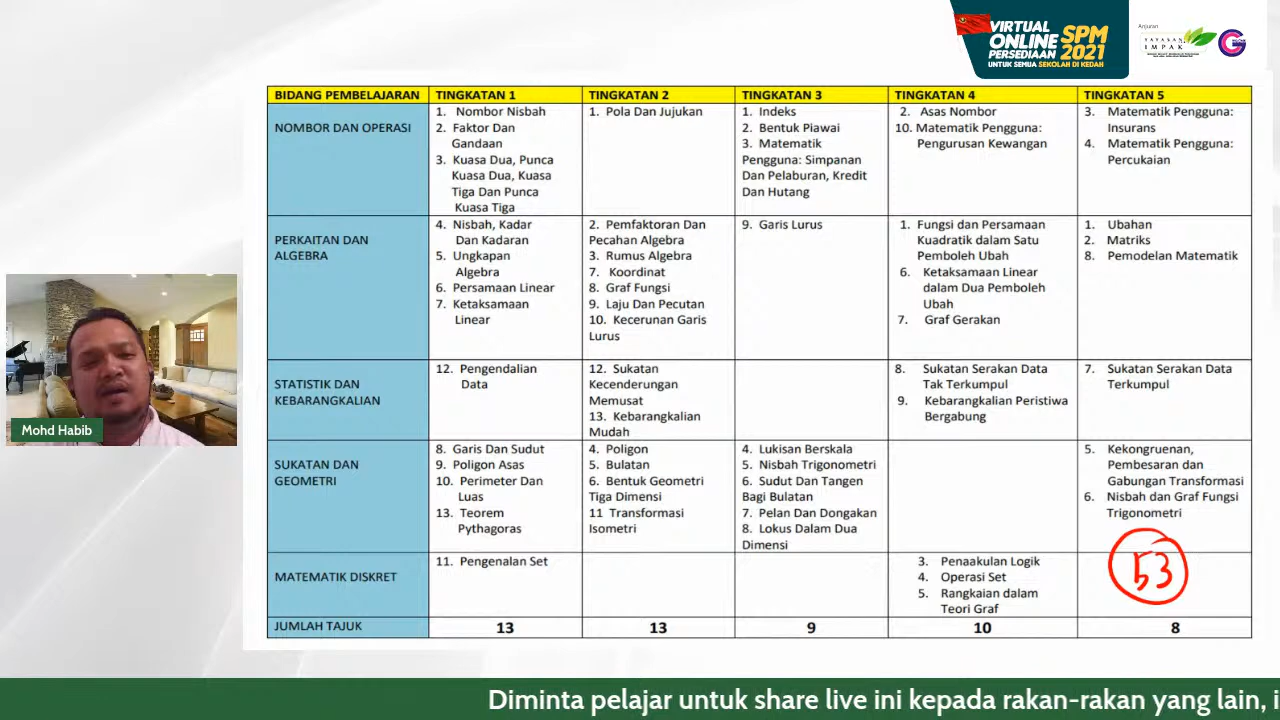 VIRTUAL
ONLINE
PERSEDIAAN
SPM
2021
UNTUK SEMUA SEKOLAH DI KEDAH
Anjuran
YAYASAN
IMPAK
BIDANG PEMBELAJARAN TINGKATAN 1 TINGKATAN 2 TINGKATAN 3 TINGKATAN 4 TINGKATAN 5
NOMBOR DAN OPERASI
1. Nombor Nisbah
2. Faktor Dan
Gandaan
3. Kuasa Dua, Punca
Kuasa Dua, Kuasa
Tiga Dan Punca
Kuasa Tiga
1. Pola Dan Jujukan
1. Indeks
2. Bentuk Piawai
3. Matematik
Pengguna: Simpanan
Dan Pelaburan, Kredit
Dan Hutang
2. Asas Nombor
10. Matematik Pengguna:
Pengurusan Kewangan
3. Matematik Pengguna:
Insurans
4. Matematik Pengguna:
Percukaian
PERKAITAN DAN
ALGEBRA
4. Nisbah, Kadar
Dan Kadaran
5. Ungkapan
Algebra
6. Persamaan Linear
7. Ketaksamaan
Linear
2. Pemfaktoran Dan
Pecahan Algebra
3. Rumus Algebra
7. Koordinat
8. Graf Fungsi
9. Laju Dan Pecutan
10. Kecerunan Garis
Lurus
9. Garis Lurus
1. Fungsi dan Persamaan
Kuadratik dalam Satu
Pemboleh Ubah
6. Ketaksamaan Linear
dalam Dua Pemboleh
Ubah
7. Graf Gerakan
1. Ubahan
2. Matriks
8. Pemodelan Matematik
STATISTIK DAN
KEBARANGKALIAN
12. Pengendalian
Data
12. Sukatan
Kecenderungan
Memusat
13. Kebarangkalian
Mudah
8. Sukatan Serakan Data
Tak Terkumpul
9. Kebarangkalian Peristiwa
Bergabung
7. Sukatan Serakan Data
Terkumpul
SUKATAN DAN
GEOMETRI
8. Garis Dan Sudut
9. Poligon Asas
10. Perimeter Dan
Luas
13. Teorem
Pythagoras
4. Poligon
5. Bulatan
6. Bentuk Geometri
Tiga Dimensi
11 Transformasi
Isometri
4. Lukisan Berskala
5. Nisbah Trigonometri
6. Sudut Dan Tangen
Bagi Bulatan
7. Pelan Dan Dongakan
8. Lokus Dalam Dua
Dimensi
5. Kekongruenan,
Pembesaran dan
Gabungan Transformasi
6. Nisbah dan Graf Fungsi
Trigonometri
53
MATEMATIK DISKRET
11. Pengenalan Set
3. Penaakulan Logik
4. Operasi Set
5. Rangkaian dalam
Teori Graf
JUMLAH TAJUK 13 13 9 10 8
Mohd Habib
Diminta pelajar untuk share live ini kepada rakan-rakan yang lain, i